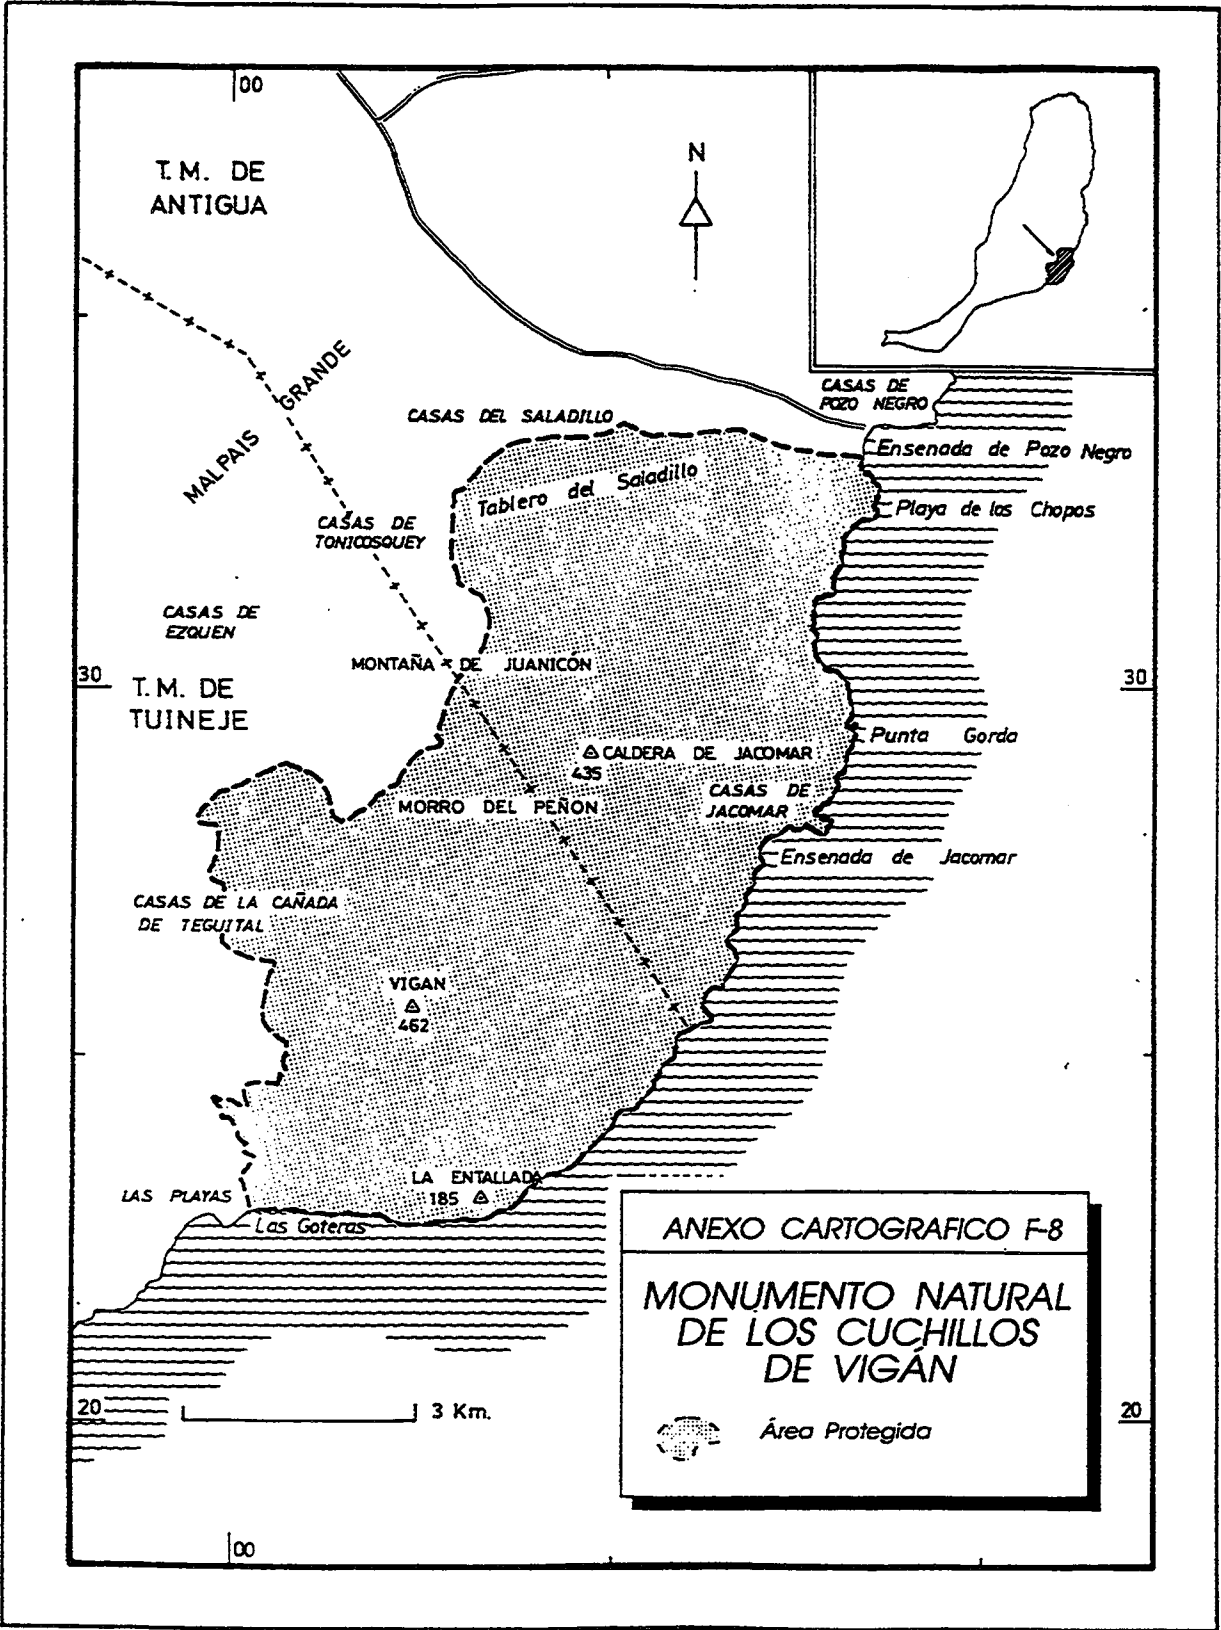 00
T.M. DE
ANTIGUA
N
MALPAIS GRANDE
CASAS DE
POZO NEGRO
CASAS DEL SALADILLO
Ensenada de Pozo Negro
Tablero del Saladillo
Playa de los Chopos
CASAS DE
TONICOSQUEY
CASAS DE
EZQUEN
MONTAÑA DE JUANICÓN
30
30
T.M. DE
TUINEJE
Punta Gorda
CALDERA DE JACOMAR
435
CASAS DE
JACOMAR
MORRO DEL PEÑON
Ensenada de Jacomar
CASAS DE LA CAÑADA
DE TEGUITAL
VIGAN
462
LA ENTALLADA
185
LAS PLAYAS
Las Goteras
ANEXO CARTOGRAFICO F-8
MONUMENTO NATURAL
DE LOS CUCHILLOS
DE VIGÁN
Área Protegida
20
3 Km.
20
00